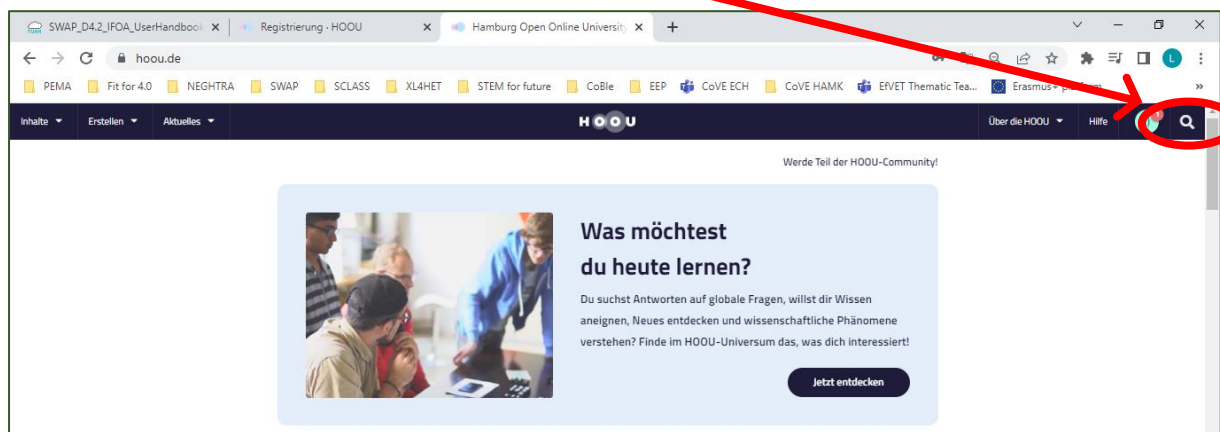 SWAP_D4.2_IFOA_UserHandboo
Registrierung · HOOU
Hamburg Open Online Universit
hoou.de
PEMA Fit for 4.0 NEGHTRA SWAP SCLASS XL4HET STEM for future CoBle EEP CoVE ECH CoVE HAMK EfVET Thematic Tea... Erasmus+ »
Inhalte Erstellen Aktuelles HOOU Über die HOOU Hilfe
Werde Teil der HOOU-Community!
Was möchtest
du heute lernen?
Du suchst Antworten auf globale Fragen, willst dir Wissen
aneignen, Neues entdecken und wissenschaftliche Phänomene
verstehen? Finde im HOOU-Universum das, was dich interessiert!
Jetzt entdecken